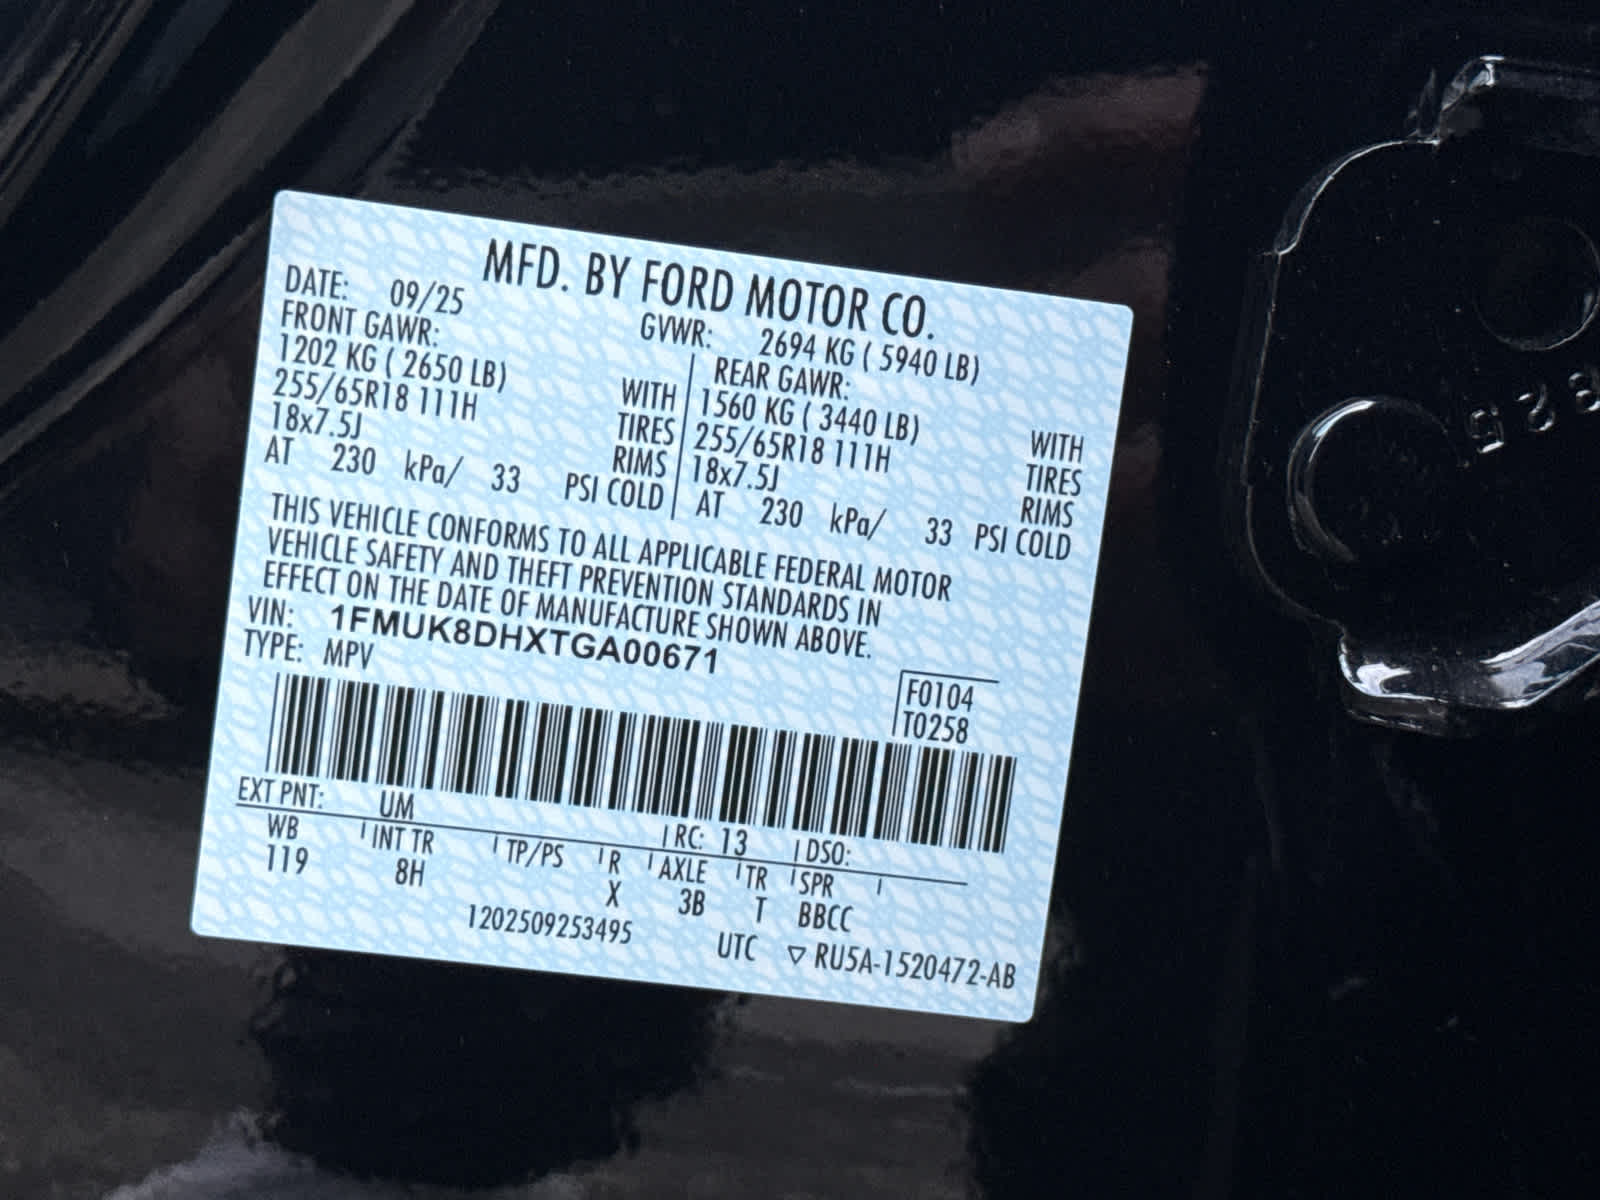 MFD. BY FORD MOTOR CO.
DATE: 09/25 GVWR: 2694 KG ( 5940 LB)
FRONT GAWR: REAR GAWR:
1202 KG ( 2650 LB) WITH 1560 KG ( 3440 LB) WITH
255/65R18 111H TIRES 255/65R18 111H TIRES
18x7.5J RIMS 18x7.5J RIMS
AT 230 kPa/ 33 PSI COLD AT 230 kPa/ 33 PSI COLD
THIS VEHICLE CONFORMS TO ALL APPLICABLE FEDERAL MOTOR
VEHICLE SAFETY AND THEFT PREVENTION STANDARDS IN
EFFECT ON THE DATE OF MANUFACTURE SHOWN ABOVE.
VIN: 1FMUK8DHXTGA00671
TYPE: MPV
F0104
T0258
EXT PNT: UM RC: 13 DSO:
WB INT TR TP/PS R AXLE TR SPR
119 8H X 3B T BBCC
1202509253495
UTC ▽ RU5A-1520472-AB